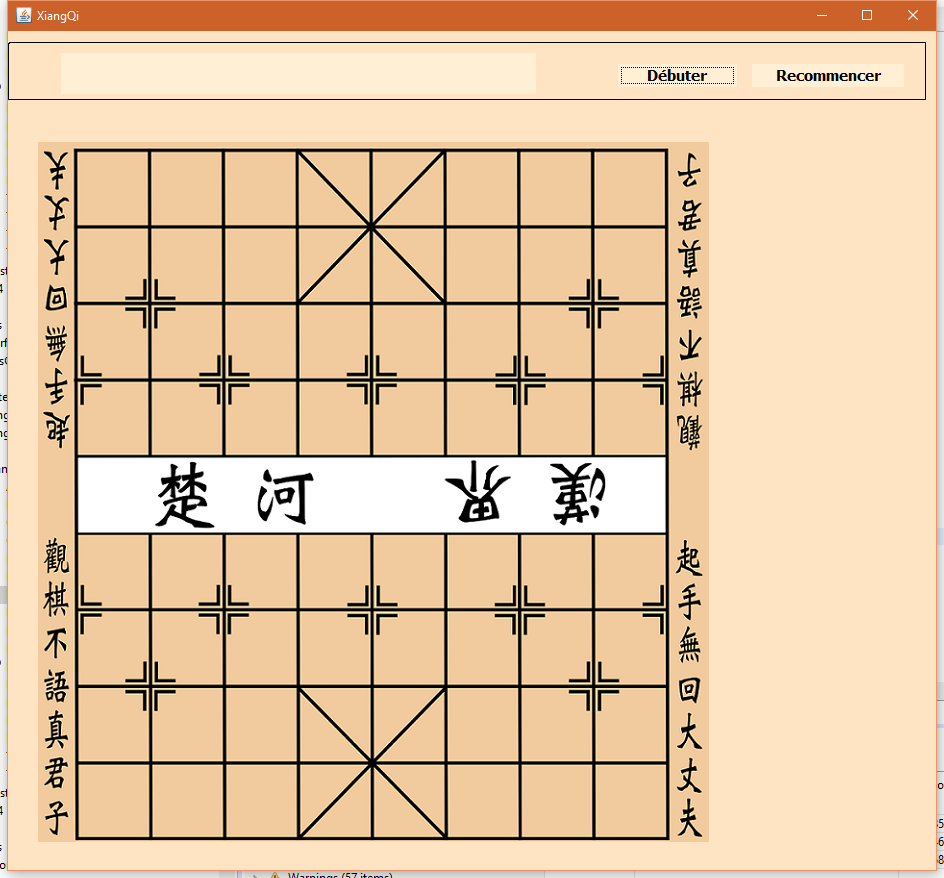 XiangQi
Débuter Recommencer
起手無回大丈夫
觀棋不語真君子
楚河 漢界
觀棋不語真君子
起手無回大丈夫
Warnings (57 items)